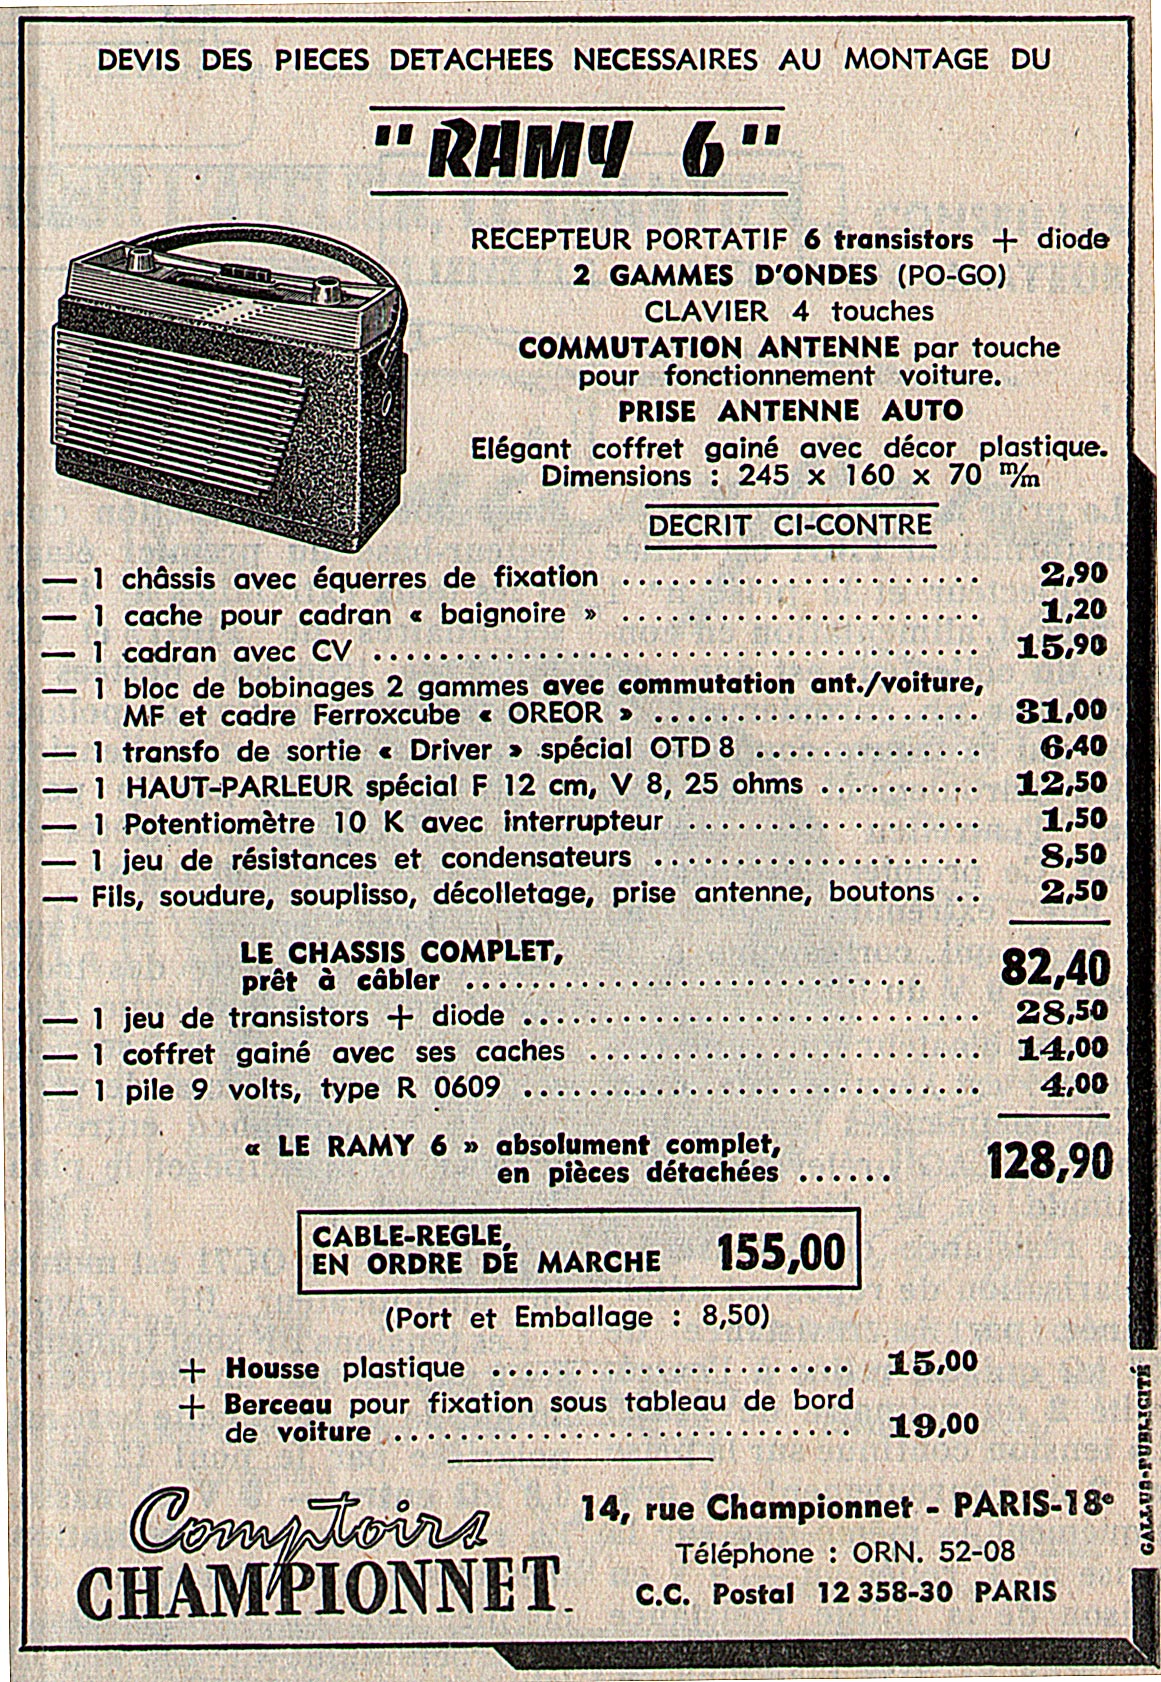 DEVIS DES PIECES DETACHEES NECESSAIRES AU MONTAGE DU
"RAMY 6"
RECEPTEUR PORTATIF 6 transistors + diode
2 GAMMES D'ONDES (PO-GO)
CLAVIER 4 touches
COMMUTATION ANTENNE par touche
pour fonctionnement voiture.
PRISE ANTENNE AUTO
Elégant coffret gainé avec décor plastique.
Dimensions : 245 x 160 x 70 m/m
DECRIT CI-CONTRE
— 1 châssis avec équerres de fixation ....................... 2,90
— 1 cache pour cadran « baignoire » ....................... 1,20
— 1 cadran avec CV ....................................... 15,90
— 1 bloc de bobinages 2 gammes avec commutation ant./voiture,
MF et cadre Ferroxcube « OREOR » .................... 31,00
— 1 transfo de sortie « Driver » spécial OTD 8 .............. 6,40
— 1 HAUT-PARLEUR spécial F 12 cm, V 8, 25 ohms .......... 12,50
— 1 Potentiomètre 10 K avec interrupteur .................. 1,50
— 1 jeu de résistances et condensateurs .................... 8,50
— Fils, soudure, souplisso, décolletage, prise antenne, boutons .. 2,50
LE CHASSIS COMPLET,
prêt à câbler ............................ 82,40
— 1 jeu de transistors + diode ............................. 28,50
— 1 coffret gainé avec ses caches ......................... 14,00
— 1 pile 9 volts, type R 0609 ............................. 4,00
« LE RAMY 6 » absolument complet,
en pièces détachées ...... 128,90
CABLE-REGLE,
EN ORDRE DE MARCHE 155,00
(Port et Emballage : 8,50)
+ Housse plastique ....................... 15,00
+ Berceau pour fixation sous tableau de bord
de voiture ............................. 19,00
Comptoirs
CHAMPIONNET
14, rue Championnet - PARIS-18e
Téléphone : ORN. 52-08
C.C. Postal 12 358-30 PARIS
GALLUS-PUBLICITÉ